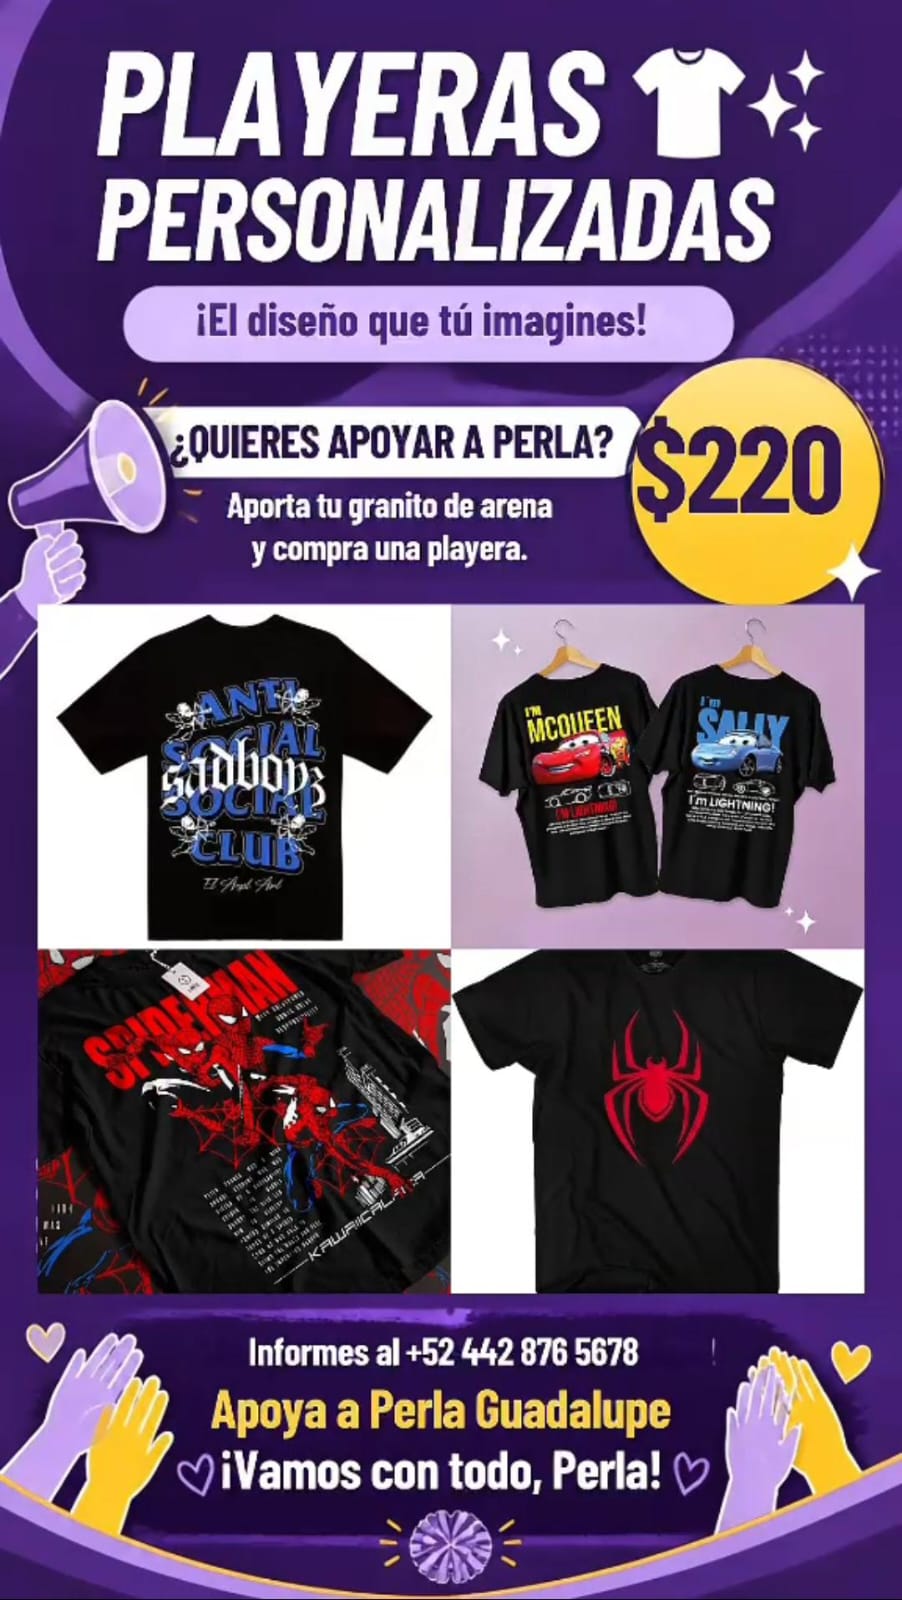 PLAYERAS
PERSONALIZADAS
¡El diseño que tú imagines!
¿QUIERES APOYAR A PERLA?
$220
Aporta tu granito de arena
y compra una playera.
ANTI
SOCIAL
sadboyz
SOCIAL
CLUB
I'M
MCQUEEN
I'm
SALLY
I'm LIGHTNING!
SPIDERMAN
KAWAIICALAMA
Informes al +52 442 876 5678
Apoya a Perla Guadalupe
¡Vamos con todo, Perla!